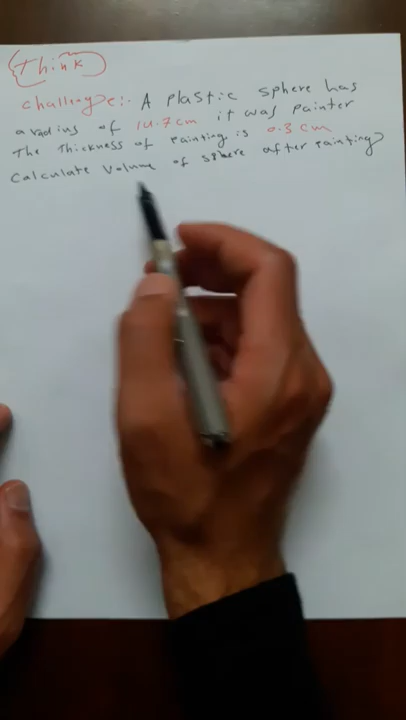 Think
challenge:- A plastic sphere has
a radius of 14.7cm it was painter
The Thickness of painting is 0.3 cm
Calculate Volume of sphere after painting?